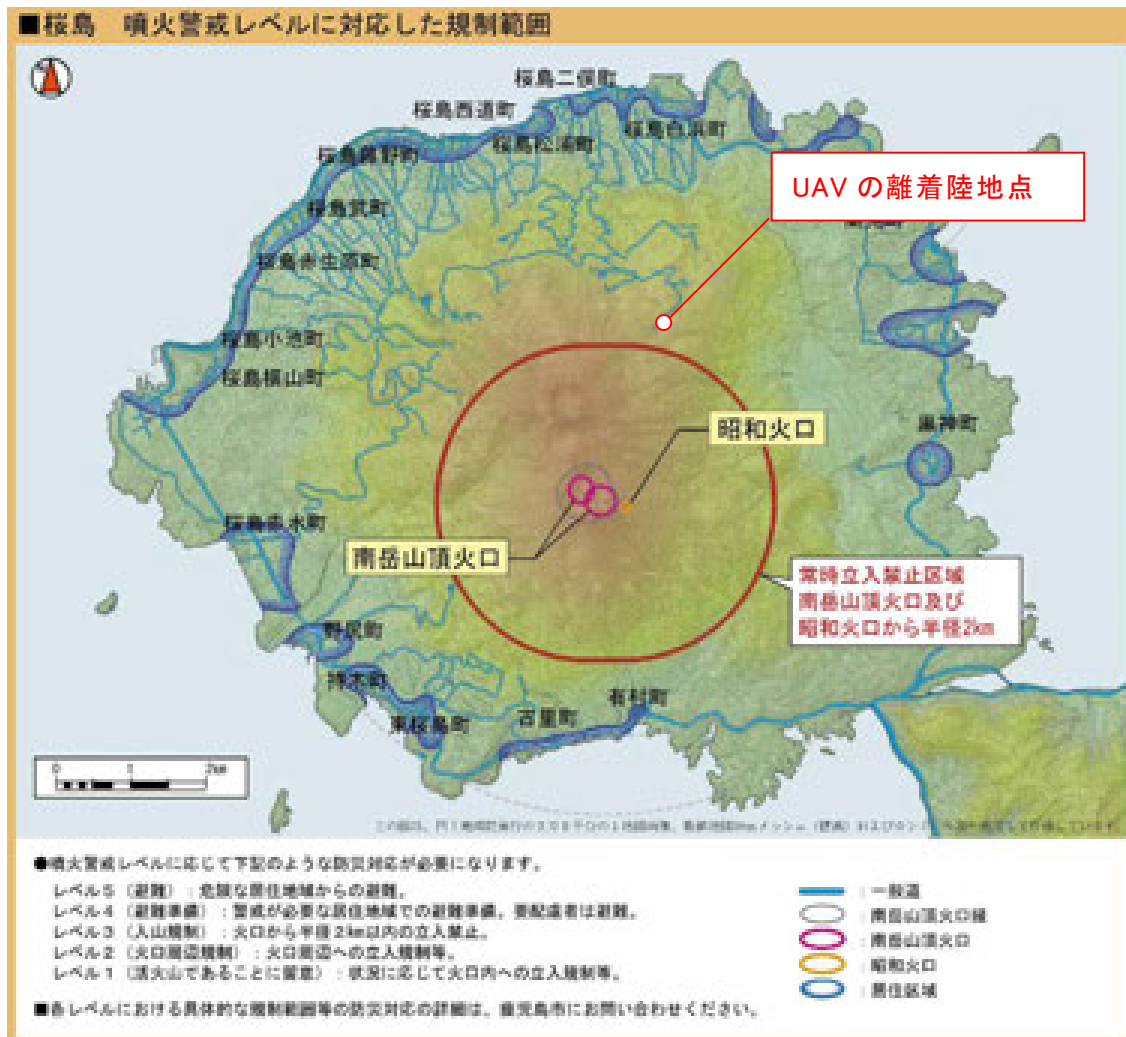 ■桜島 噴火警戒レベルに対応した規制範囲
桜島二俣町
桜島西道町
桜島白浜町
桜島松浦町
桜島藤野町
UAV の離着陸地点
桜島武町
桜島赤生原町
桜島小池町
桜島横山町
昭和火口
黒神町
桜島赤水町
南岳山頂火口
常時立入禁止区域
南岳山頂火口及び
昭和火口から半径2km
野尻町
持木町
有村町
古里町
東桜島町
0 1 2km
●噴火警戒レベルに応じて下記のような防災対応が必要になります。
レベル5（避難）：危険な居住地域からの避難。
レベル4（避難準備）：警戒が必要な居住地域での避難準備。要配慮者は避難。
レベル3（入山規制）：火口から半径2km以内の立入禁止。
レベル2（火口周辺規制）：火口周辺への立入規制等。
レベル1（活火山であることに留意）：状況に応じて火口内への立入規制等。
■各レベルにおける具体的な規制範囲等の防災対応の詳細は、鹿児島市にお問い合わせください。
：一般道
：南岳山頂火口縁
：南岳山頂火口
：昭和火口
：居住区域